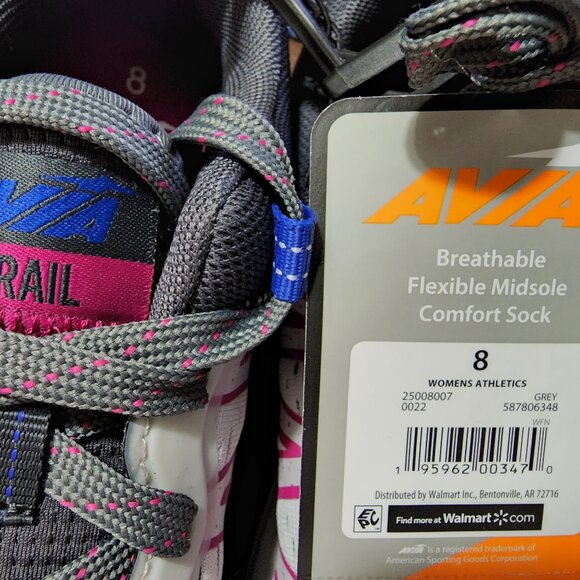 8
AVIA
RAIL
AVIA
Breathable
Flexible Midsole
Comfort Sock
8
WOMENS ATHLETICS
25008007 GREY
0022 587806348
WFN
1 95962 00347 0
Distributed by Walmart Inc., Bentonville, AR 72716
EPC Find more at Walmart.com
AVIA is a registered trademark of
American Sporting Goods Corporation